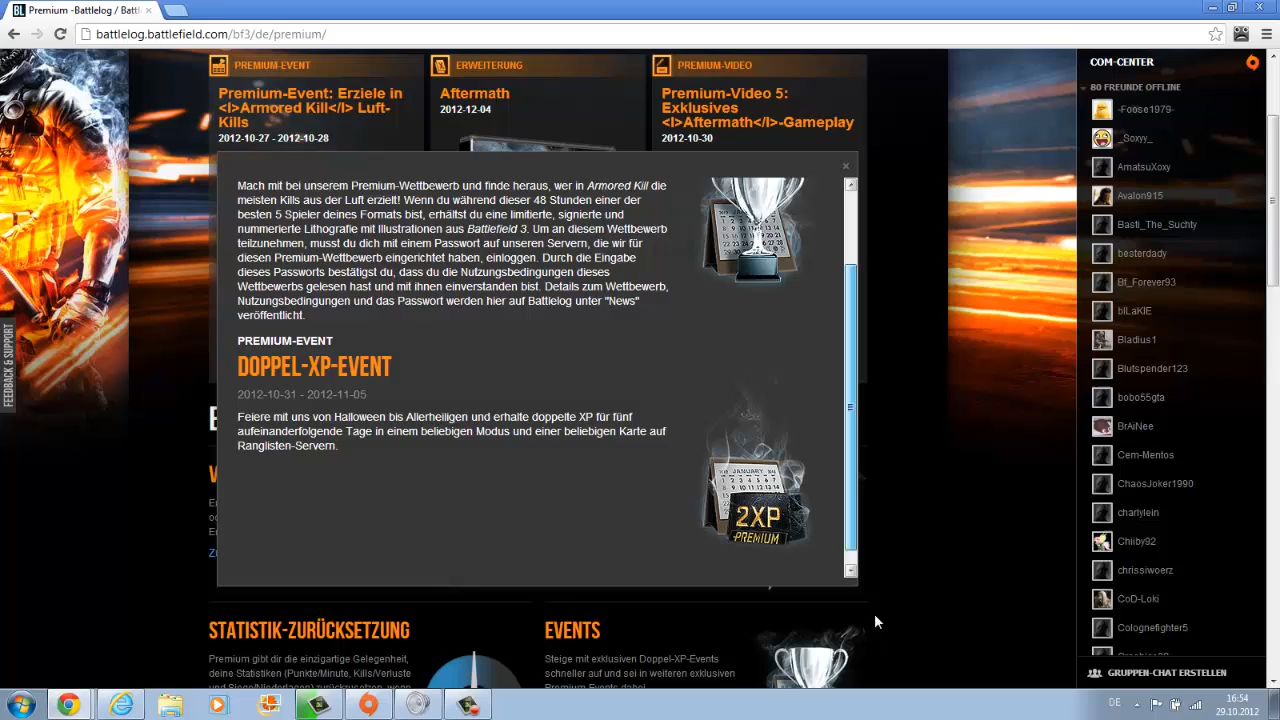 Premium -Battlelog / Battl
battlelog.battlefield.com/bf3/de/premium/
PREMIUM-EVENT
Premium-Event: Erziele in
<I>Armored Kill</I> Luft-
Kills
2012-10-27 - 2012-10-28
ERWEITERUNG
Aftermath
2012-12-04
PREMIUM-VIDEO
Premium-Video 5:
Exklusives
<I>Aftermath</I>-Gameplay
2012-10-30
Mach mit bei unserem Premium-Wettbewerb und finde heraus, wer in Armored Kill die
meisten Kills aus der Luft erzielt! Wenn du während dieser 48 Stunden einer der
besten 5 Spieler deines Formats bist, erhältst du eine limitierte, signierte und
nummerierte Lithografie mit Illustrationen aus Battlefield 3. Um an diesem Wettbewerb
teilzunehmen, musst du dich mit einem Passwort auf unseren Servern, die wir für
diesen Premium-Wettbewerb eingerichtet haben, einloggen. Durch die Eingabe
dieses Passworts bestätigst du, dass du die Nutzungsbedingungen dieses
Wettbewerbs gelesen hast und mit ihnen einverstanden bist. Details zum Wettbewerb,
Nutzungsbedingungen und das Passwort werden hier auf Battlelog unter "News"
veröffentlicht.
PREMIUM-EVENT
DOPPEL-XP-EVENT
2012-10-31 - 2012-11-05
Feiere mit uns von Halloween bis Allerheiligen und erhalte doppelte XP für fünf
aufeinanderfolgende Tage in einem beliebigen Modus und einer beliebigen Karte auf
Ranglisten-Servern.
JANUARY
2XP
PREMIUM
STATISTIK-ZURÜCKSETZUNG
Premium gibt dir die einzigartige Gelegenheit,
deine Statistiken (Punkte/Minute, Kills/Verluste
und Siege/Niederlagen) zurückzusetzen, wenn
EVENTS
Steige mit exklusiven Doppel-XP-Events
schneller auf und sei in weiteren exklusiven
Premium-Events dabei.
FEEDBACK & SUPPORT
COM-CENTER
80 FREUNDE OFFLINE
-Foose1979-
_Soxyy_
AmatsuXoxy
Avalon915
Basti_The_Suchty
besterdady
Bf_Forever93
blLaKlE
Bladius1
Blutspender123
bobo55gta
BrAiNee
Cem-Mentos
ChaosJoker1990
charlylein
Chiiby92
chrissiwoerz
CoD-Loki
Colognefighter5
GRUPPEN-CHAT ERSTELLEN
DE
16:54
29.10.2012